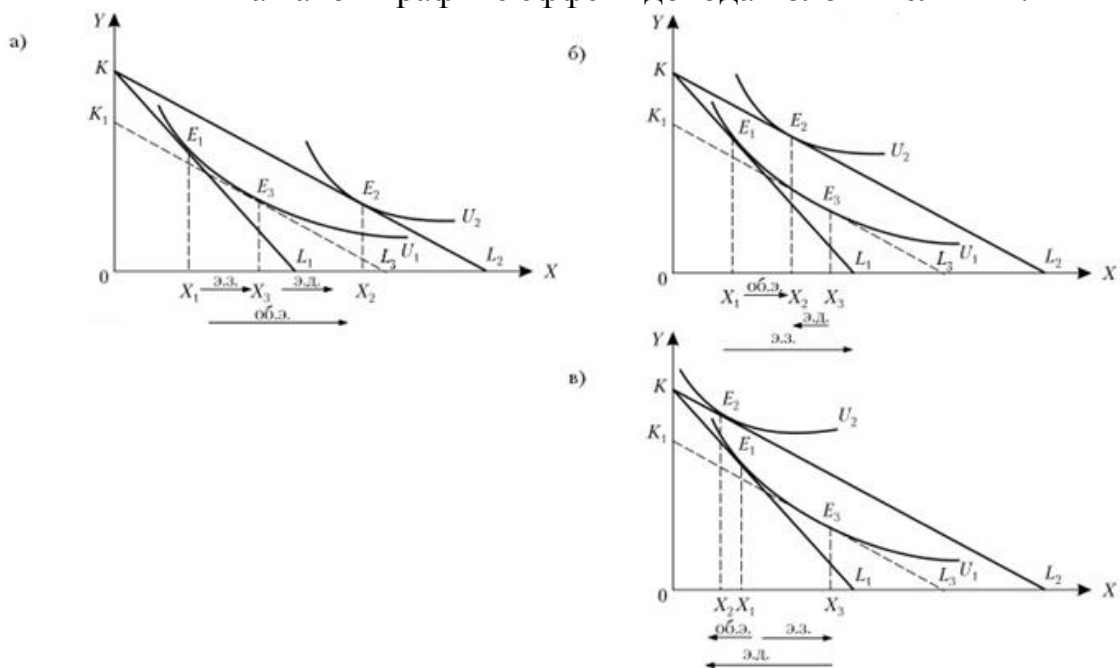 а)
Y
K
K₁
E₁
E₃
E₂
U₂
U₁
0
L₁
L₃
L₂
X
X₁ э.з. X₃ э.д. X₂
об.э.
б)
Y
K
K₁
E₁
E₂
U₂
E₃
0
L₁
L₃
U₁
L₂
X
X₁ об.э. X₂ X₃
э.д.
э.з.
в)
Y
K
E₂
U₂
K₁
E₁
E₃
0
L₁
L₃
U₁
L₂
X
X₂ X₁ X₃
об.э. э.з.
э.д.